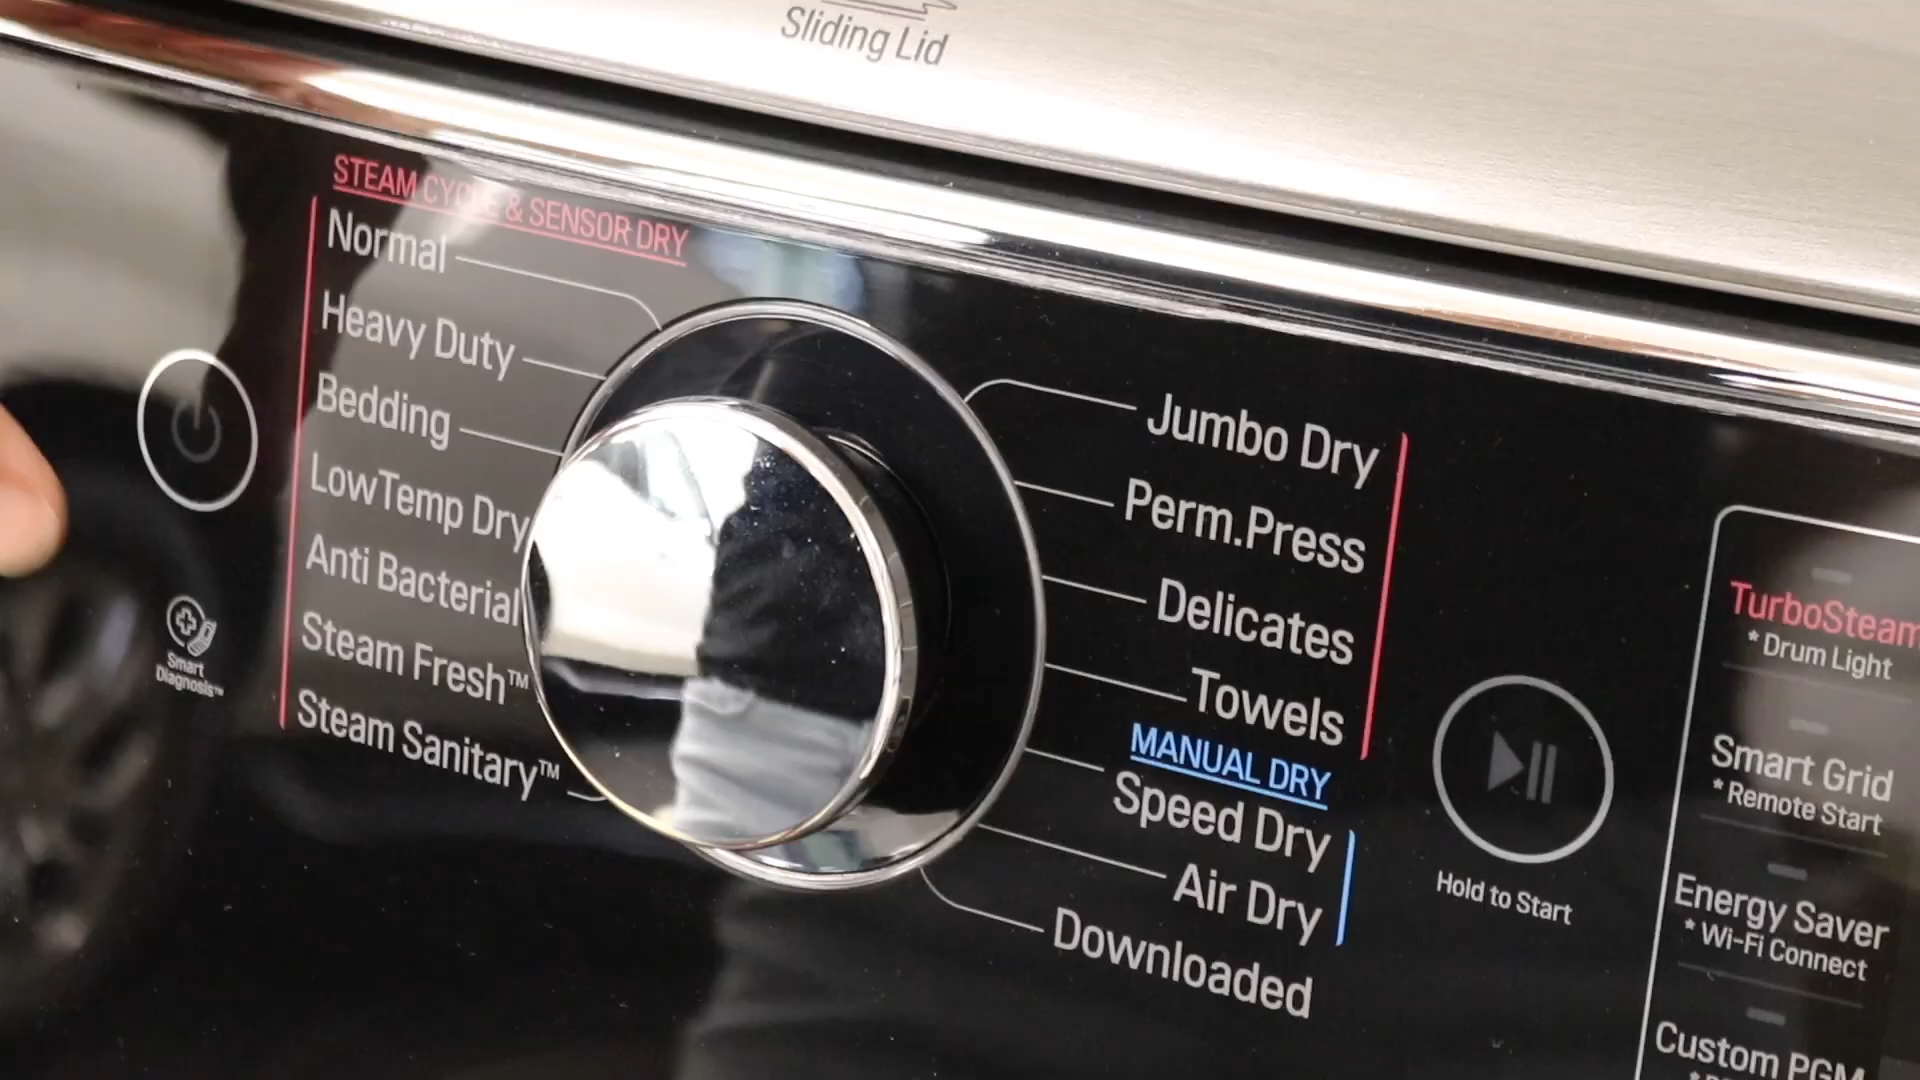 Sliding Lid
STEAM CYCLE & SENSOR DRY
Normal
Heavy Duty
Bedding
LowTemp Dry
Anti Bacterial
Steam Fresh™
Steam Sanitary™
Smart
Diagnosis™
Jumbo Dry
Perm.Press
Delicates
Towels
MANUAL DRY
Speed Dry
Air Dry
Downloaded
Hold to Start
TurboSteam
* Drum Light
Smart Grid
* Remote Start
Energy Saver
* Wi-Fi Connect
Custom PGM